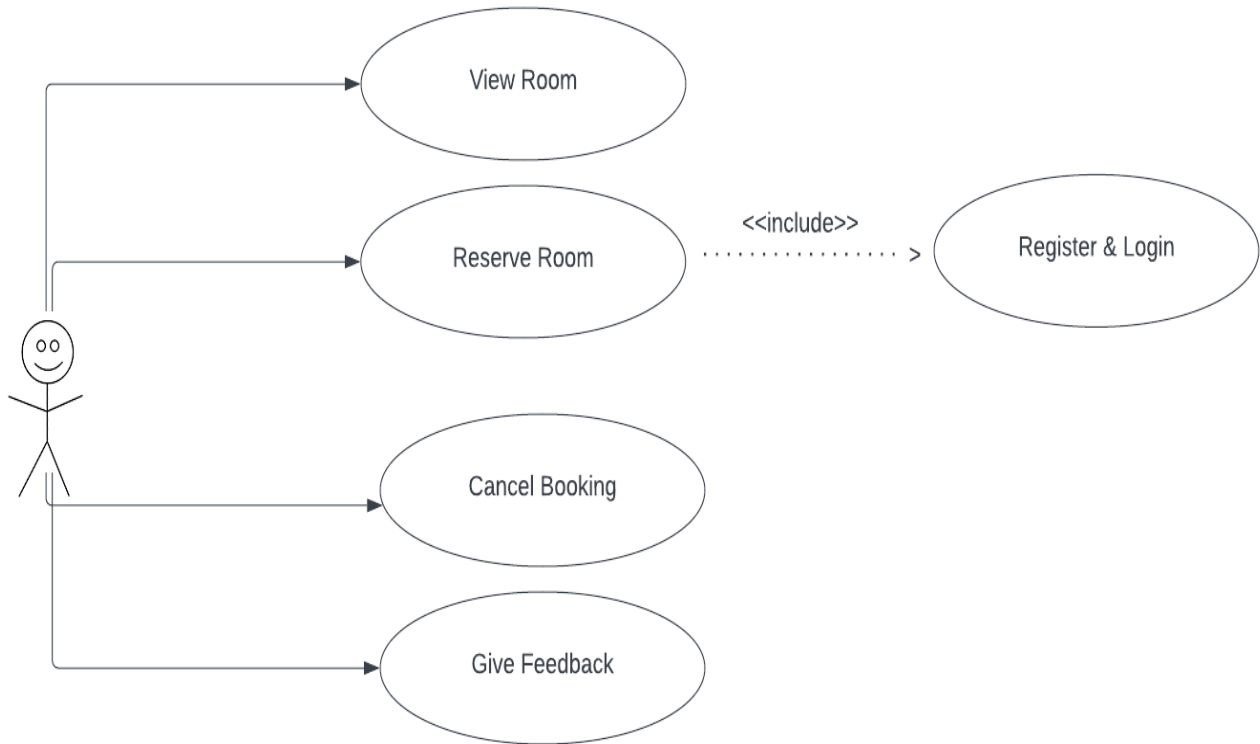 View Room
Reserve Room
<<include>>
Register & Login
Cancel Booking
Give Feedback